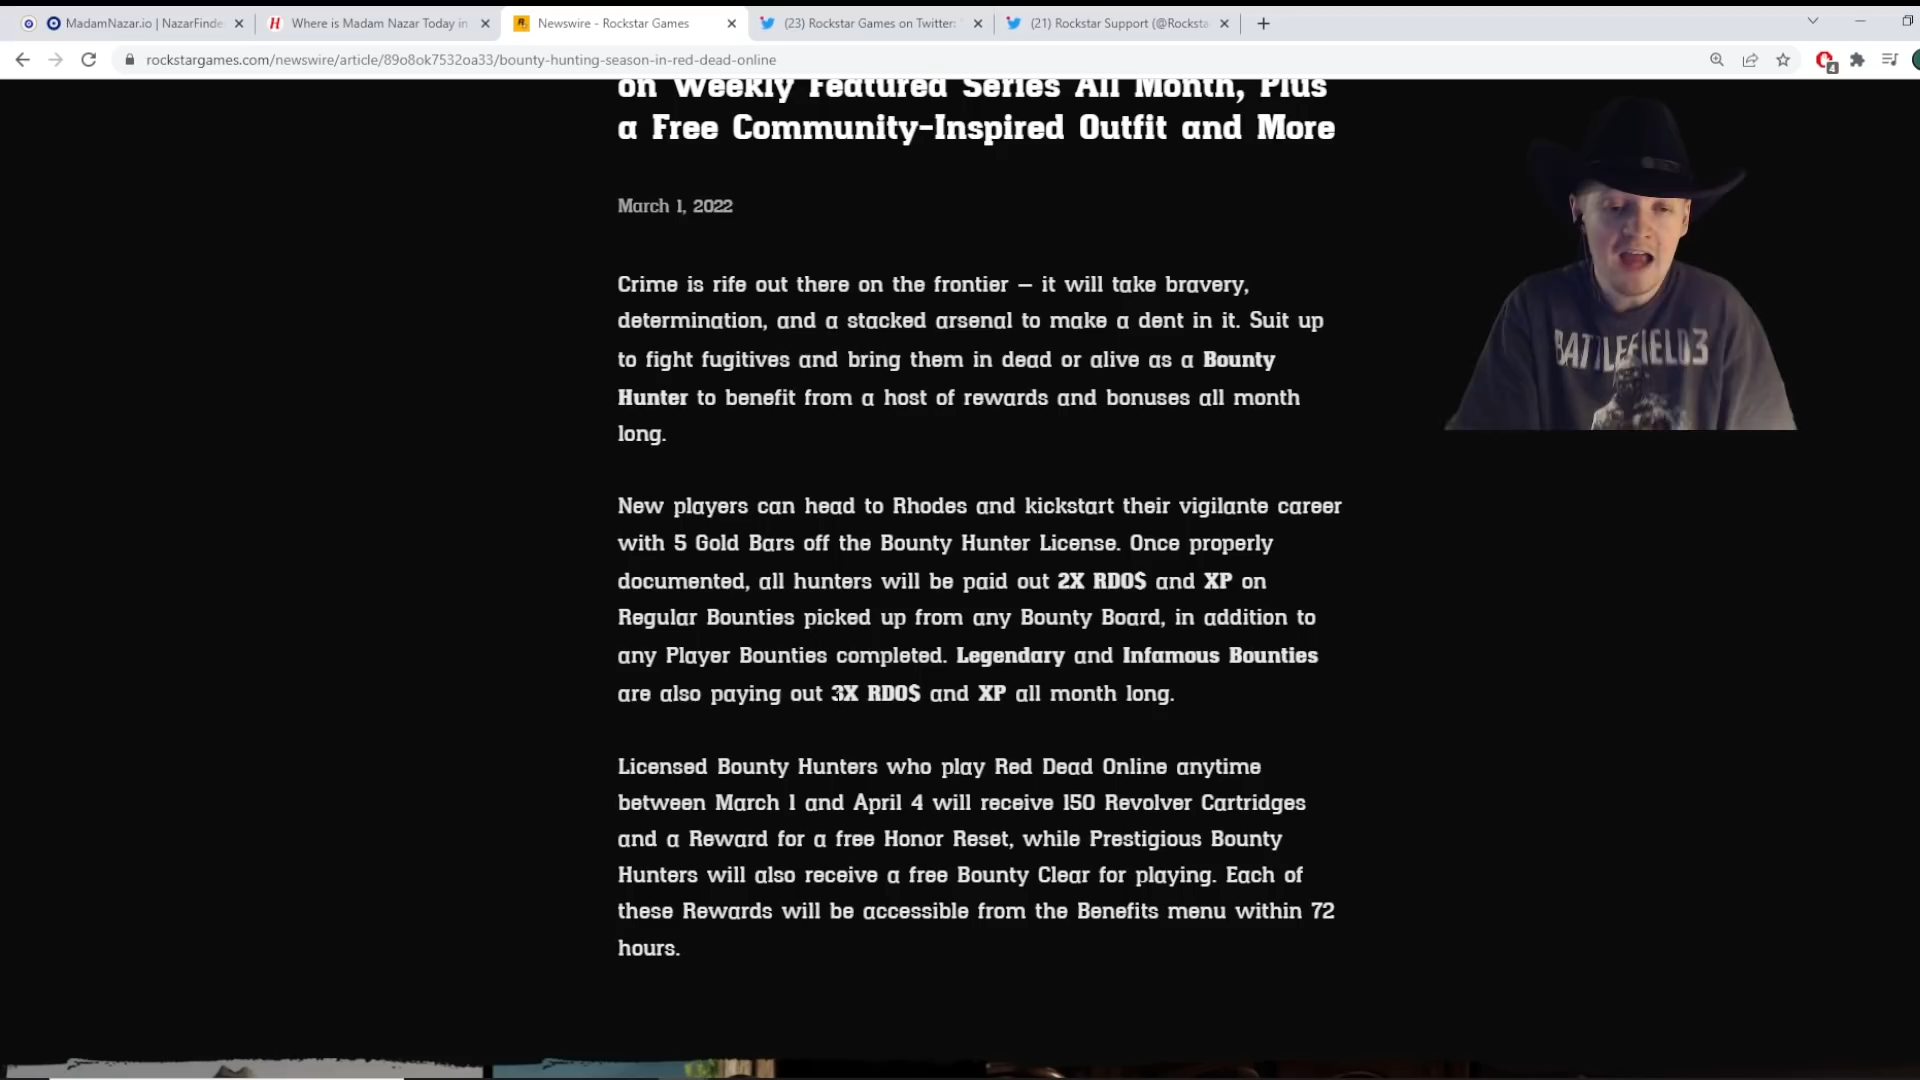 MadamNazar.io | NazarFinde
Where is Madam Nazar Today in
Newswire - Rockstar Games
(23) Rockstar Games on Twitter:
(21) Rockstar Support (@Rocksta
rockstargames.com/newswire/article/89o8ok7532oa33/bounty-hunting-season-in-red-dead-online
4
on Weekly Featured Series All Month, Plus
a Free Community-Inspired Outfit and More
March 1, 2022
Crime is rife out there on the frontier – it will take bravery,
determination, and a stacked arsenal to make a dent in it. Suit up
to fight fugitives and bring them in dead or alive as a Bounty
Hunter to benefit from a host of rewards and bonuses all month
long.
New players can head to Rhodes and kickstart their vigilante career
with 5 Gold Bars off the Bounty Hunter License. Once properly
documented, all hunters will be paid out 2X RDO$ and XP on
Regular Bounties picked up from any Bounty Board, in addition to
any Player Bounties completed. Legendary and Infamous Bounties
are also paying out 3X RDO$ and XP all month long.
Licensed Bounty Hunters who play Red Dead Online anytime
between March 1 and April 4 will receive 150 Revolver Cartridges
and a Reward for a free Honor Reset, while Prestigious Bounty
Hunters will also receive a free Bounty Clear for playing. Each of
these Rewards will be accessible from the Benefits menu within 72
hours.
BATTLEFIELD 3